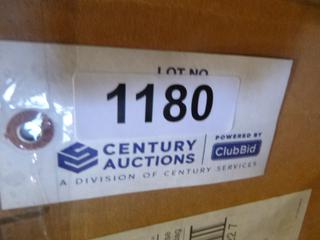 LOT NO
1180
CENTURY
AUCTIONS
POWERED BY
ClubBid
A DIVISION OF CENTURY SERVICES